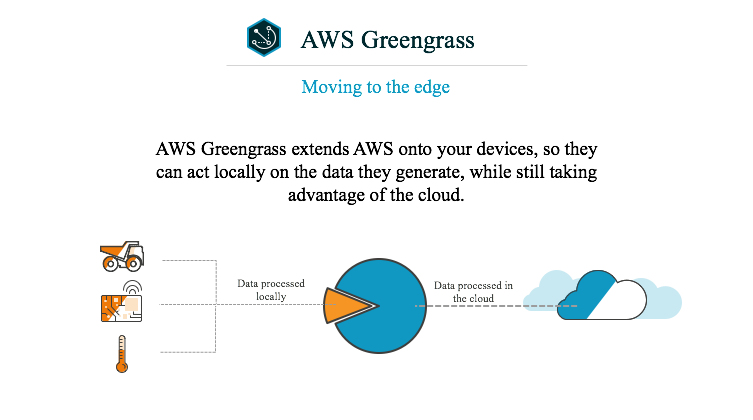 AWS Greengrass
Moving to the edge
AWS Greengrass extends AWS onto your devices, so they
can act locally on the data they generate, while still taking
advantage of the cloud.
Data processed
locally
Data processed in
the cloud